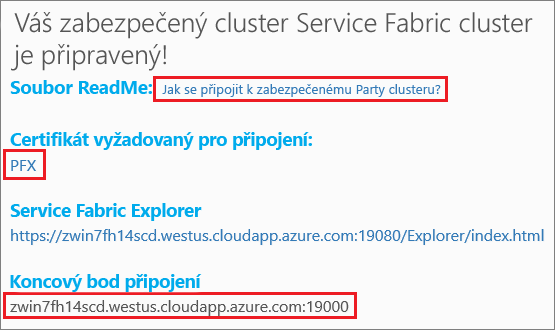 Váš zabezpečený cluster Service Fabric cluster
je připravený!
Soubor ReadMe: Jak se připojit k zabezpečenému Party clusteru?
Certifikát vyžadovaný pro připojení:
PFX
Service Fabric Explorer
https://zwin7fh14scd.westus.cloudapp.azure.com:19080/Explorer/index.html
Koncový bod připojení
zwin7fh14scd.westus.cloudapp.azure.com:19000